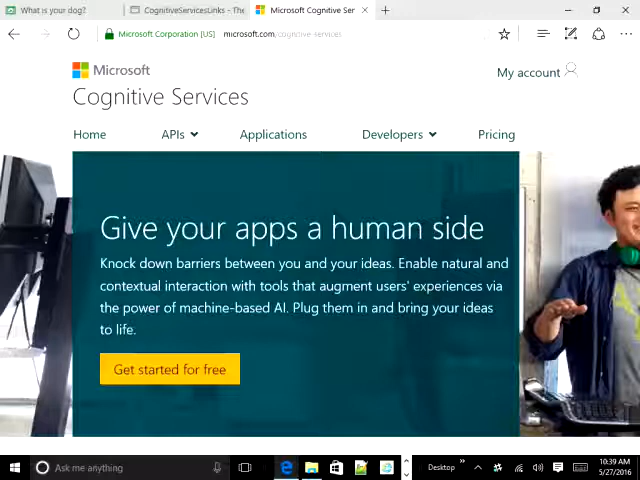 What is your dog?
CognitiveServicesLinks - The
Microsoft Cognitive Ser
Microsoft Corporation [US]
microsoft.com/cognitive-services
Microsoft
My account
Cognitive Services
Home
APIs
Applications
Developers
Pricing
Give your apps a human side
Knock down barriers between you and your ideas. Enable natural and
contextual interaction with tools that augment users' experiences via
the power of machine-based AI. Plug them in and bring your ideas
to life.
Get started for free
Ask me anything
Desktop
10:39 AM
5/27/2016